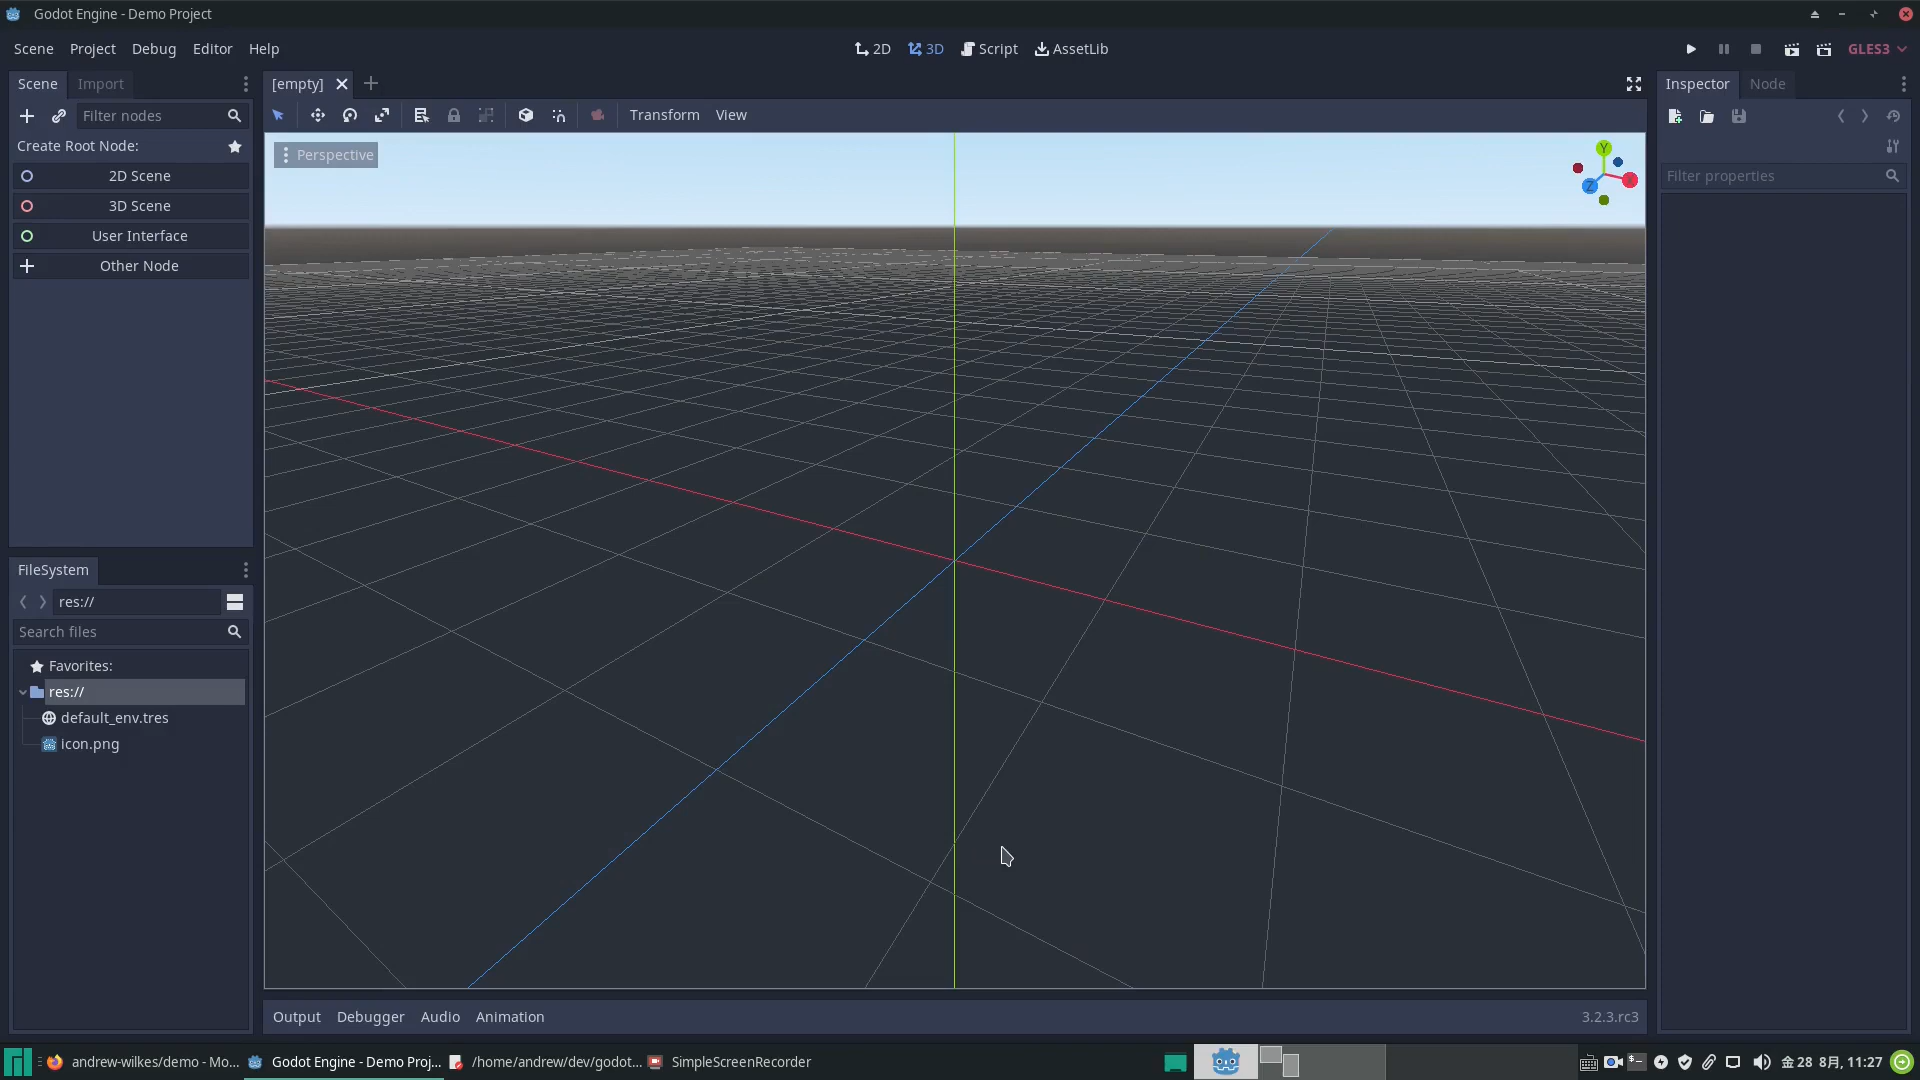 Godot Engine - Demo Project
Scene Project Debug Editor Help
2D 3D Script AssetLib
GLES3
Scene Import
[empty]
Inspector Node
Filter nodes
Transform View
Create Root Node:
Perspective
Y
X
Z
2D Scene
Filter properties
3D Scene
User Interface
Other Node
FileSystem
res://
Search files
Favorites:
res://
default_env.tres
icon.png
Output Debugger Audio Animation
3.2.3.rc3
andrew-wilkes/demo - Mo...
Godot Engine - Demo Proj...
/home/andrew/dev/godot...
SimpleScreenRecorder
金 28 8月, 11:27